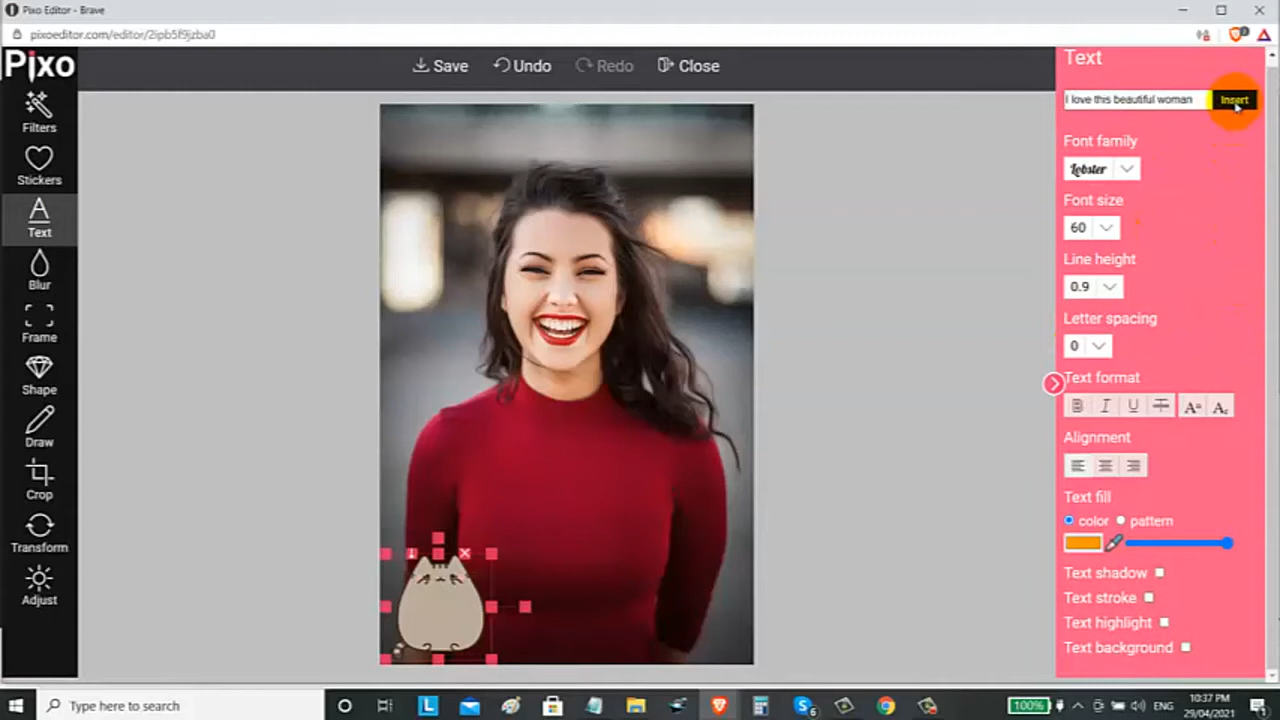 Pixo Editor - Brave
pixoeditor.com/editor/2ipb5f9jzba0
Pixo
Save
Undo
Redo
Close
Filters
Stickers
Text
Blur
Frame
Shape
Draw
Crop
Transform
Adjust
Text
I love this beautiful woman
Insert
Font family
Lobster
Font size
60
Line height
0.9
Letter spacing
0
Text format
B I U
Alignment
Text fill
color pattern
Text shadow
Text stroke
Text highlight
Text background
Type here to search
100%
ENG
10:37 PM
29/04/2021